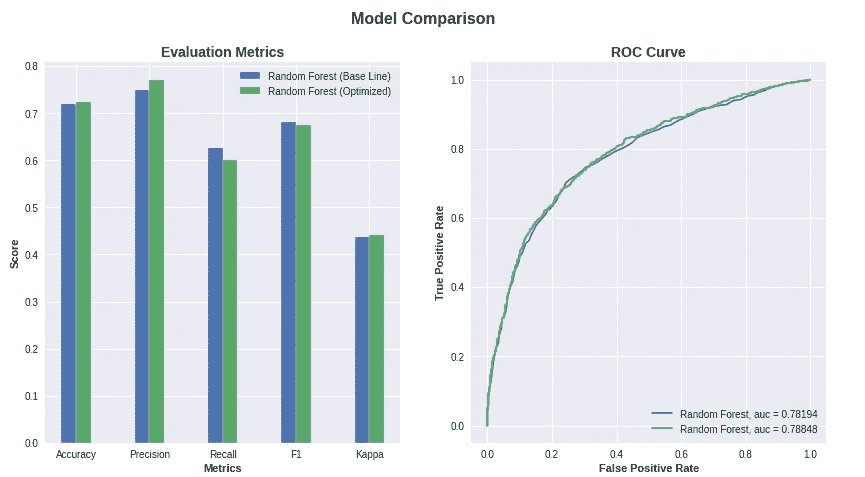 Model Comparison
Evaluation Metrics
Random Forest (Base Line)
Random Forest (Optimized)
Score
0.8
0.7
0.6
0.5
0.4
0.3
0.2
0.1
0.0
Accuracy Precision Recall F1 Kappa
Metrics
ROC Curve
True Positive Rate
1.0
0.8
0.6
0.4
0.2
0.0
Random Forest, auc = 0.78194
Random Forest, auc = 0.78848
0.0 0.2 0.4 0.6 0.8 1.0
False Positive Rate